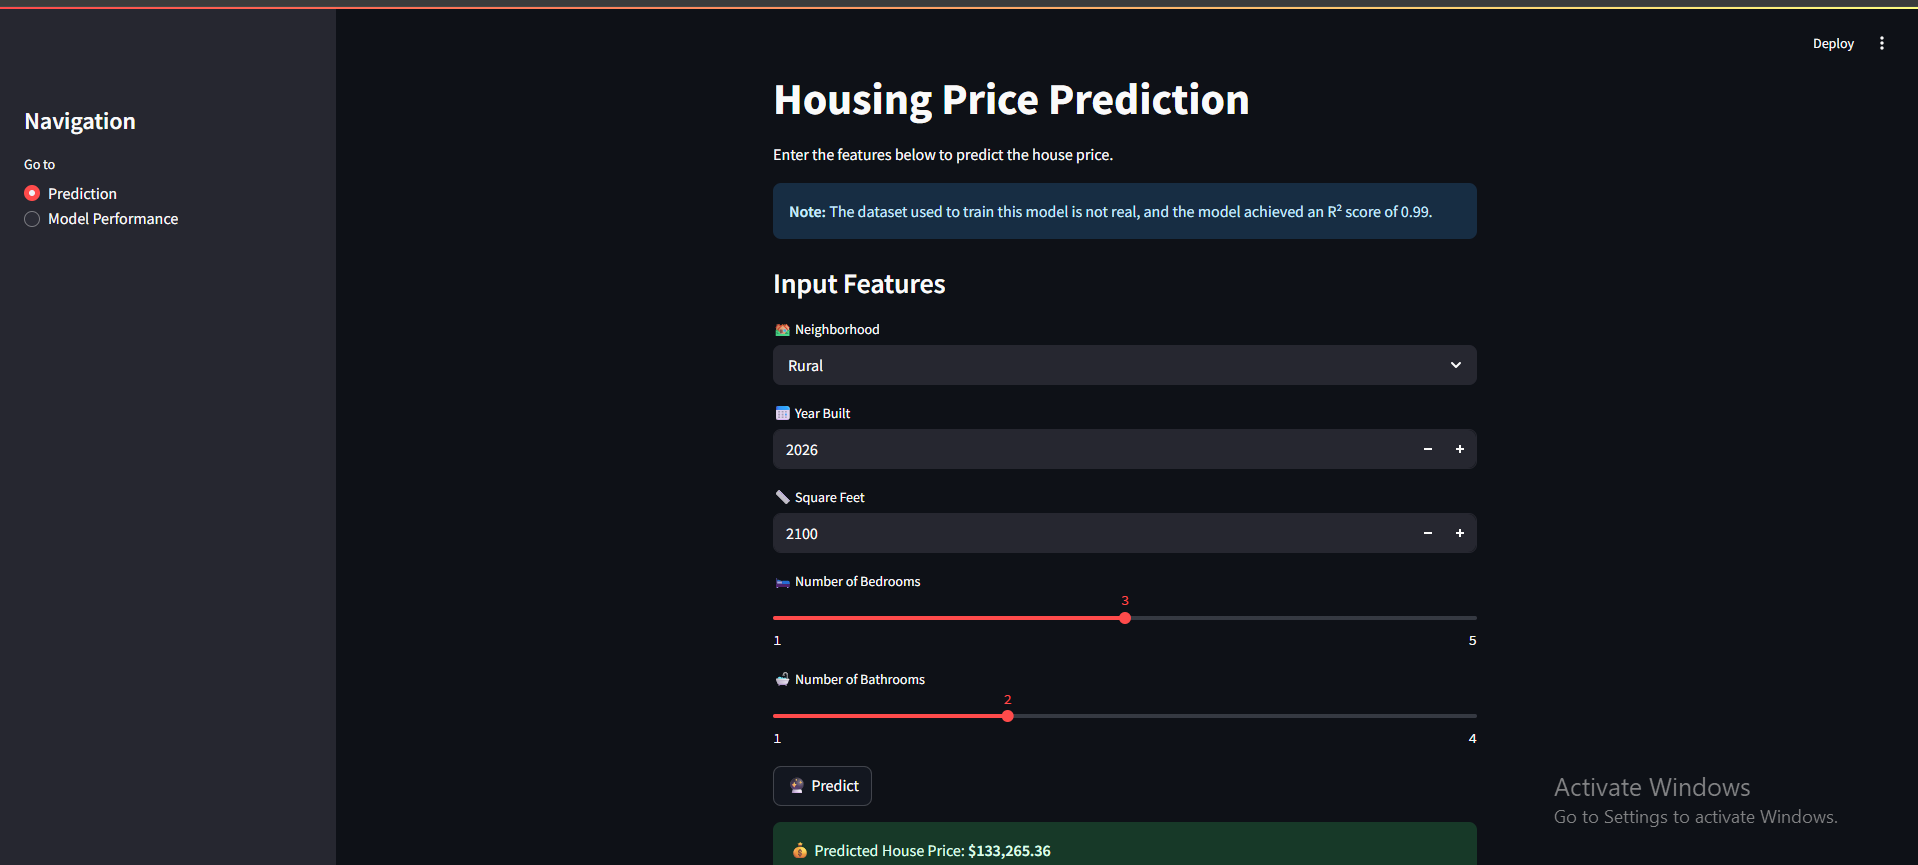 Deploy
Navigation
Go to
Prediction
Model Performance
Housing Price Prediction
Enter the features below to predict the house price.
Note: The dataset used to train this model is not real, and the model achieved an R² score of 0.99.
Input Features
Neighborhood
Rural
Year Built
2026
Square Feet
2100
Number of Bedrooms
3
1 5
Number of Bathrooms
2
1 4
Predict
Predicted House Price: $133,265.36
Activate Windows
Go to Settings to activate Windows.